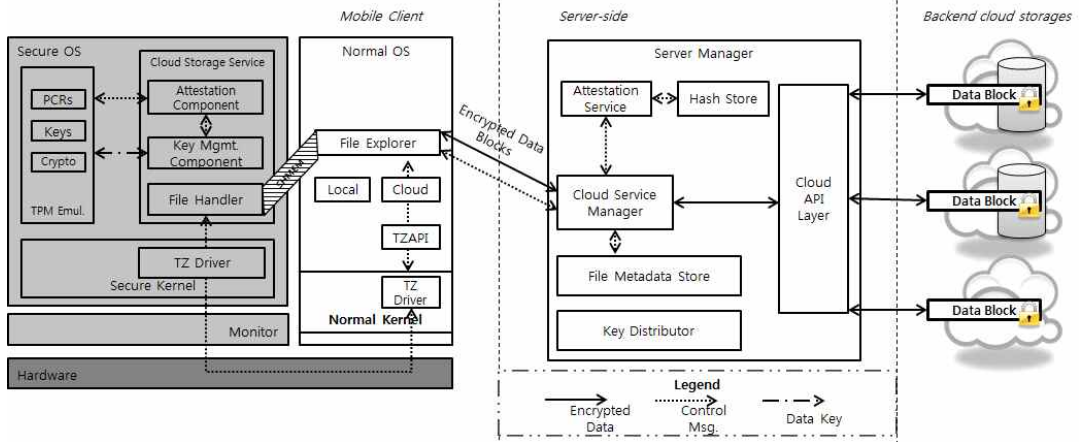 Mobile Client
Server-side
Backend cloud storages
Secure OS
Cloud Storage Service
PCRs
Keys
Crypto
TPM Emul.
Attestation
Component
Key Mgmt.
Component
File Handler
TZ Driver
Secure Kernel
Monitor
Hardware
SHMEM
Normal OS
File Explorer
Local
Cloud
TZAPI
TZ
Driver
Normal Kernel
Encrypted Data
Blocks
Server Manager
Attestation
Service
Hash Store
Cloud Service
Manager
File Metadata Store
Key Distributor
Cloud
API
Layer
Data Block
Data Block
Data Block
Legend
Encrypted
Data
Control
Msg.
Data Key